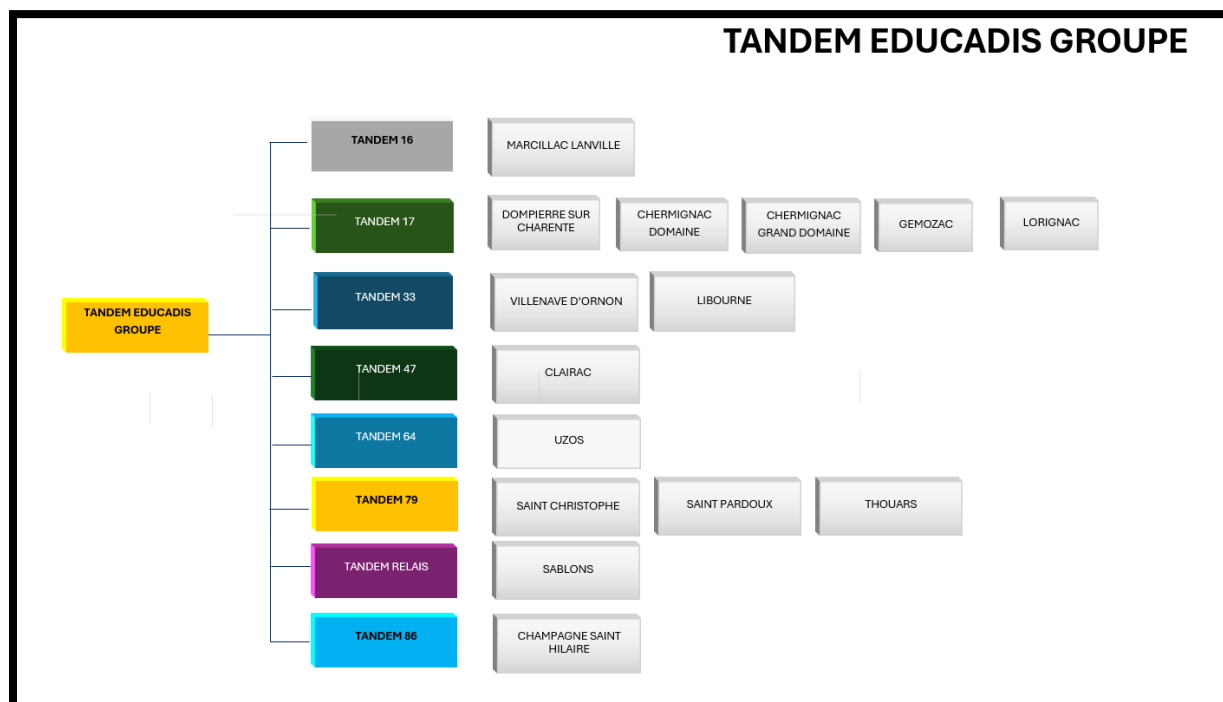 TANDEM EDUCADIS GROUPE
TANDEM 16
MARCILLAC LANVILLE
TANDEM 17
DOMPIERRE SUR
CHARENTE
CHERMIGNAC
DOMAINE
CHERMIGNAC
GRAND DOMAINE
GEMOZAC
LORIGNAC
TANDEM 33
VILLENAVE D'ORNON
LIBOURNE
TANDEM EDUCADIS
GROUPE
TANDEM 47
CLAIRAC
TANDEM 64
UZOS
TANDEM 79
SAINT CHRISTOPHE
SAINT PARDOUX
THOUARS
TANDEM RELAIS
SABLONS
TANDEM 86
CHAMPAGNE SAINT
HILAIRE